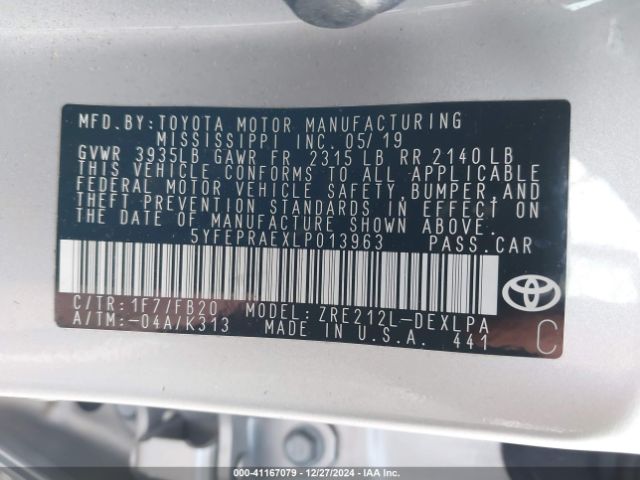 MFD.BY:TOYOTA MOTOR MANUFACTURING
MISSISSIPPI INC. 05/19
GVWR 3935LB GAWR FR 2315 LB RR 2140 LB
THIS VEHICLE CONFORMS TO ALL APPLICABLE
FEDERAL MOTOR VEHICLE SAFETY, BUMPER, AND
THEFT PREVENTION STANDARDS IN EFFECT ON
THE DATE OF MANUFACTURE SHOWN ABOVE.
5YFEPRAEXLP013963 PASS.CAR
C/TR:1F7/FB20 MODEL:ZRE212L-DEXLPA
A/TM:-04A/K313 MADE IN U.S.A. 441
C
000-41167079 | 12/27/2024 | IAA Inc.